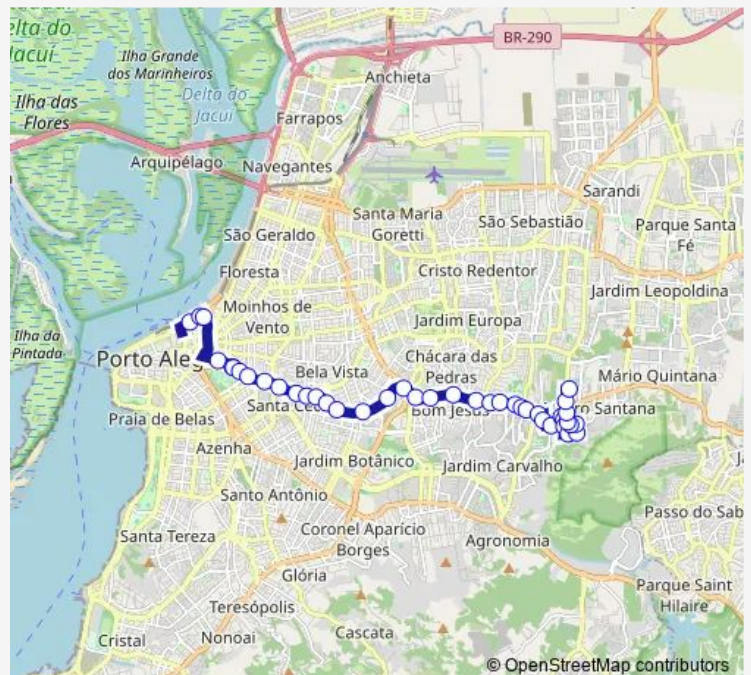 elta do
Jacuí
Ilha Grande
dos Marinheiros
BR-290
Anchieta
Ilha das
Flores
Delta do
Jacuí
Farrapos
Arquipélago
Navegantes
Sarandi
Santa Maria
Goretti
São Sebastião
Parque Santa
Fé
São Geraldo
Floresta
Cristo Redentor
Jardim Leopoldina
Moinhos de
Vento
Jardim Europa
Ilha da
Pintada
Porto Aleg
Chácara das
Pedras
Bela Vista
Mário Quintana
Santa Ce
Bom Jesus
ro Santana
Praia de Belas
Azenha
Jardim Botânico
Jardim Carvalho
Santo Antônio
Passo do Sab
Santa Tereza
Coronel Aparício
Borges
Agronomia
Glória
Parque Saint
Hilaire
Teresópolis
Cristal
Nonoai
Cascata
© OpenStreetMap contributors